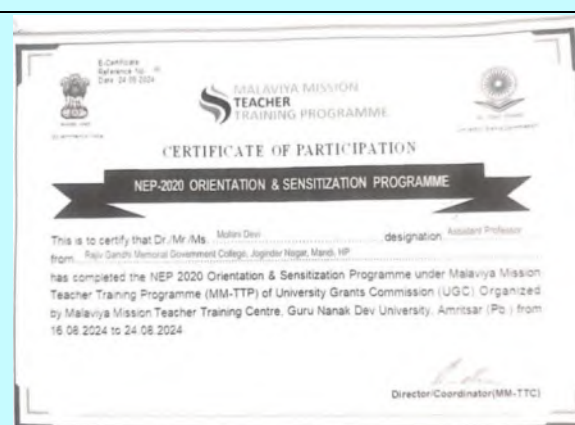 E-Certificate
Reference No.
Date 24.08.2024
MALAVIYA MISSION
TEACHER
TRAINING PROGRAMME
CERTIFICATE OF PARTICIPATION
NEP-2020 ORIENTATION & SENSITIZATION PROGRAMME
This is to certify that Dr./Mr./Ms. Mohini Devi designation Assistant Professor
from Rajiv Gandhi Memorial Government College, Joginder Nagar, Mandi, HP
has completed the NEP 2020 Orientation & Sensitization Programme under Malaviya Mission
Teacher Training Programme (MM-TTP) of University Grants Commission (UGC) Organized
by Malaviya Mission Teacher Training Centre, Guru Nanak Dev University, Amritsar (Pb.) from
16.08.2024 to 24.08.2024
Director/Coordinator(MM-TTC)